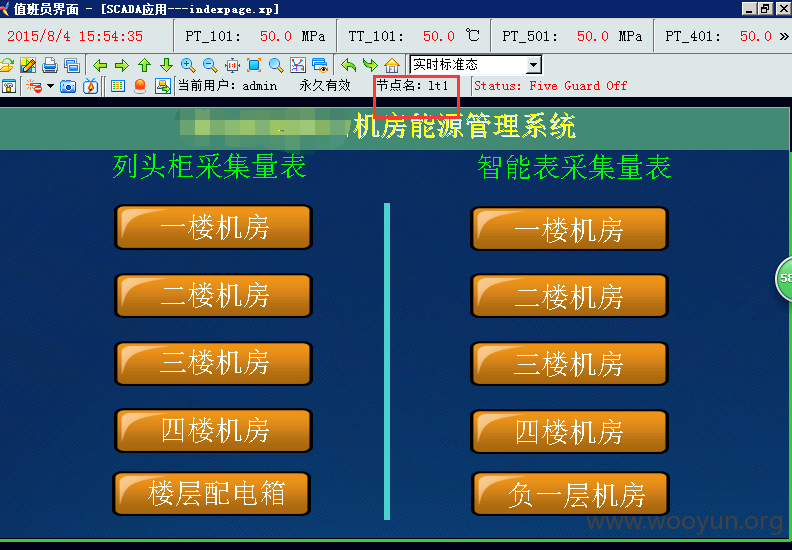 值班员界面 - [SCADA应用---indexpage.xp]
2015/8/4 15:54:35 PT_101: 50.0 MPa TT_101: 50.0 ℃ PT_501: 50.0 MPa PT_401: 50.0 »
实时标准态
当前用户: admin 永久有效 节点名: lt1 Status: Five Guard Off
机房能源管理系统
列头柜采集量表 智能表采集量表
一楼机房 一楼机房
二楼机房 二楼机房
三楼机房 三楼机房
四楼机房 四楼机房
楼层配电箱 负一层机房
58
www.wooyun.org